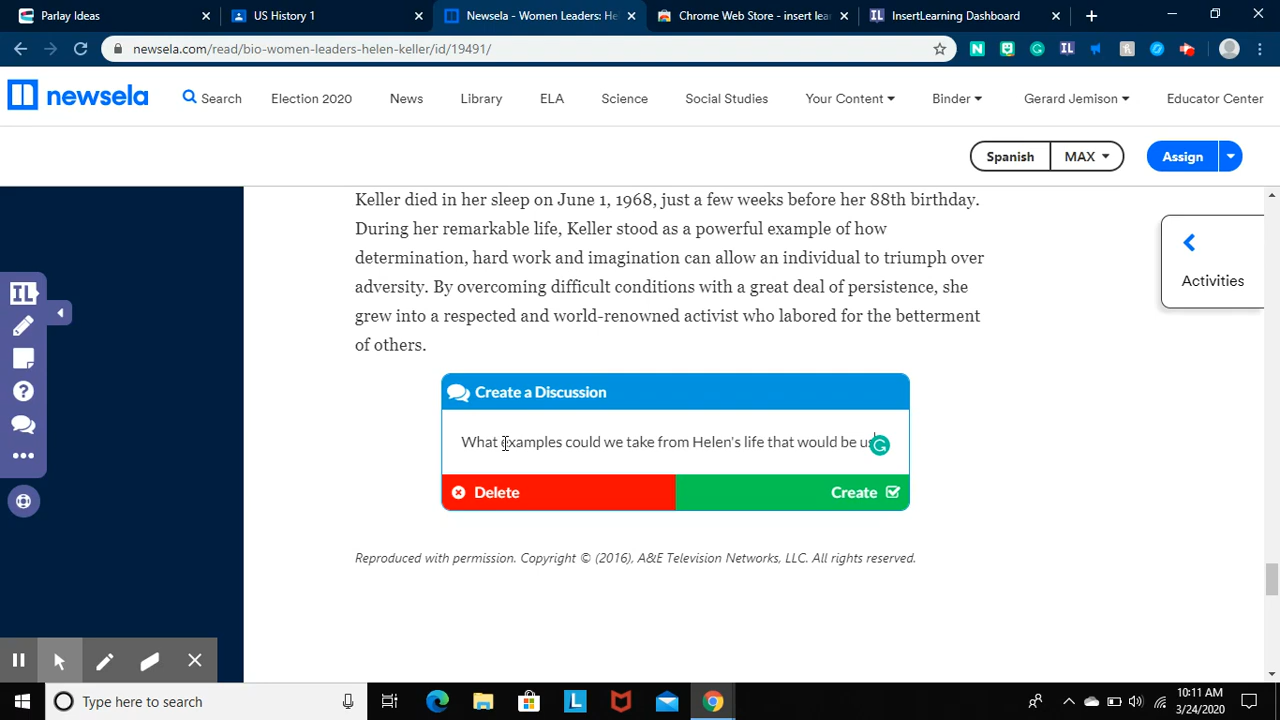 Parlay Ideas
US History 1
Newsela - Women Leaders: He
Chrome Web Store - insert lea
InsertLearning Dashboard
newsela.com/read/bio-women-leaders-helen-keller/id/19491/
newsela
Search
Election 2020
News
Library
ELA
Science
Social Studies
Your Content
Binder
Gerard Jemison
Educator Center
Spanish
MAX
Assign
Keller died in her sleep on June 1, 1968, just a few weeks before her 88th birthday.
During her remarkable life, Keller stood as a powerful example of how
determination, hard work and imagination can allow an individual to triumph over
adversity. By overcoming difficult conditions with a great deal of persistence, she
grew into a respected and world-renowned activist who labored for the betterment
of others.
Activities
IL
Create a Discussion
What examples could we take from Helen's life that would be us
Delete
Create
Reproduced with permission. Copyright © (2016), A&E Television Networks, LLC. All rights reserved.
Type here to search
10:11 AM
3/24/2020